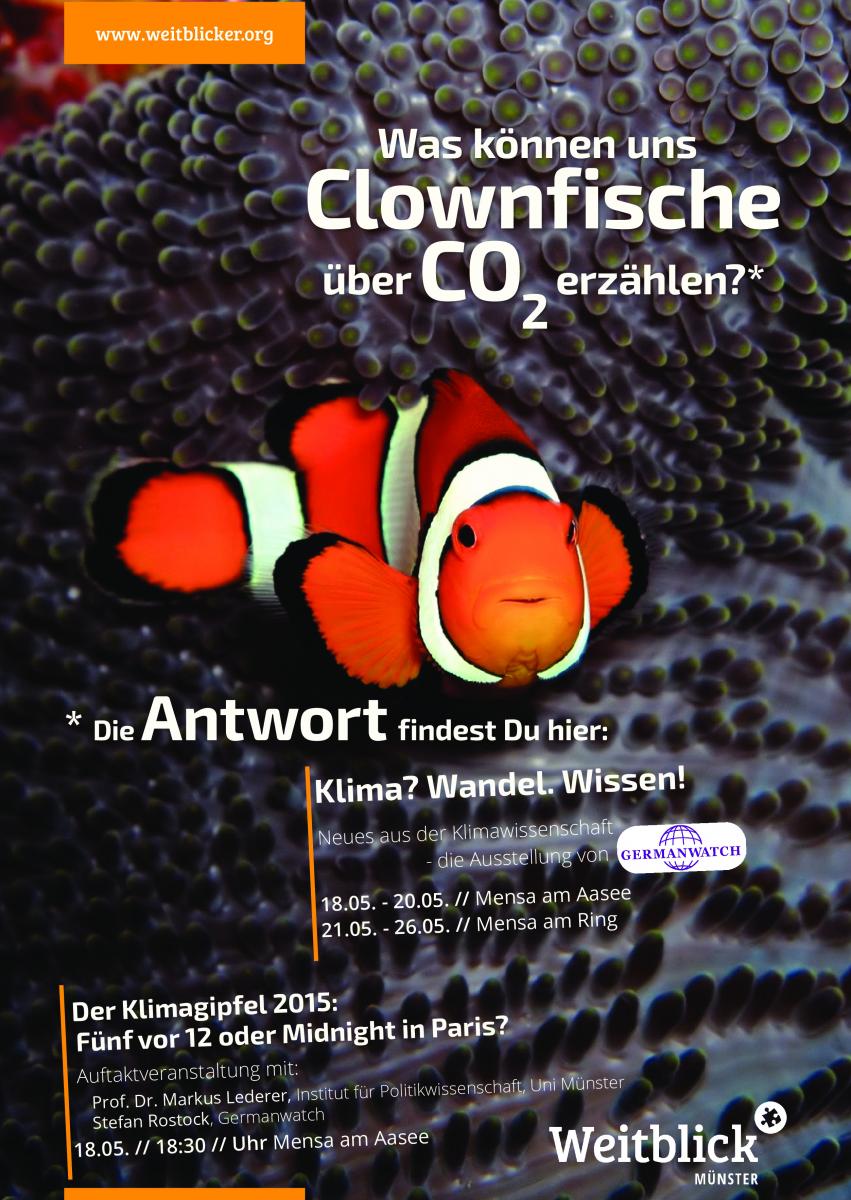 www.weitblicker.org
Was können uns
Clownfische
über CO2 erzählen?*
* Die Antwort findest Du hier:
Klima? Wandel. Wissen!
Neues aus der Klimawissenschaft
- die Ausstellung von GERMANWATCH
18.05. - 20.05. // Mensa am Aasee
21.05. - 26.05. // Mensa am Ring
Der Klimagipfel 2015:
Fünf vor 12 oder Midnight in Paris?
Auftaktveranstaltung mit:
Prof. Dr. Markus Lederer, Institut für Politikwissenschaft, Uni Münster
Stefan Rostock, Germanwatch
18.05. // 18:30 // Uhr Mensa am Aasee
Weitblick
MÜNSTER